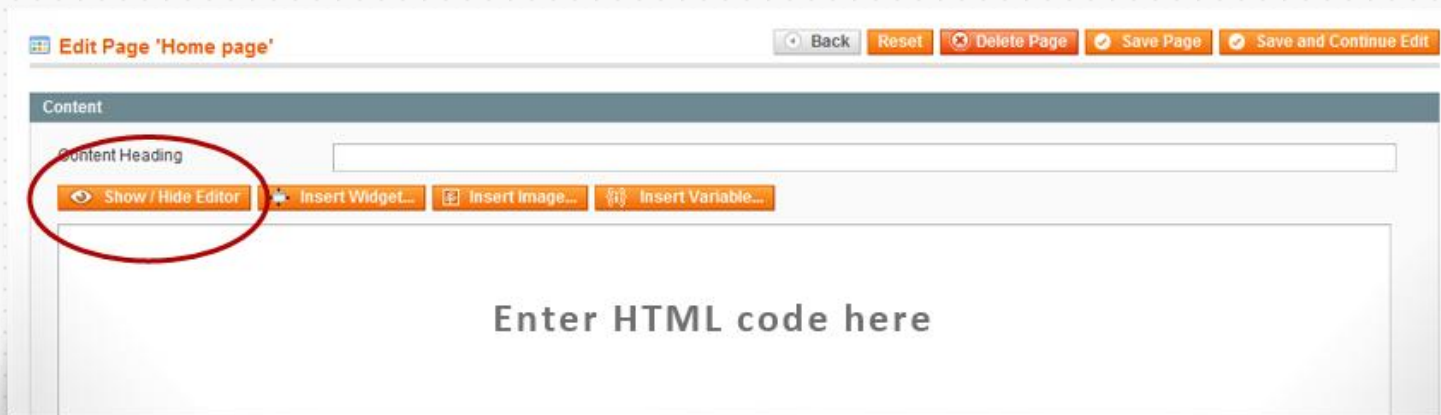 Edit Page 'Home page'
Back Reset Delete Page Save Page Save and Continue Edit
Content
Content Heading
Show / Hide Editor Insert Widget... Insert Image... Insert Variable...
Enter HTML code here